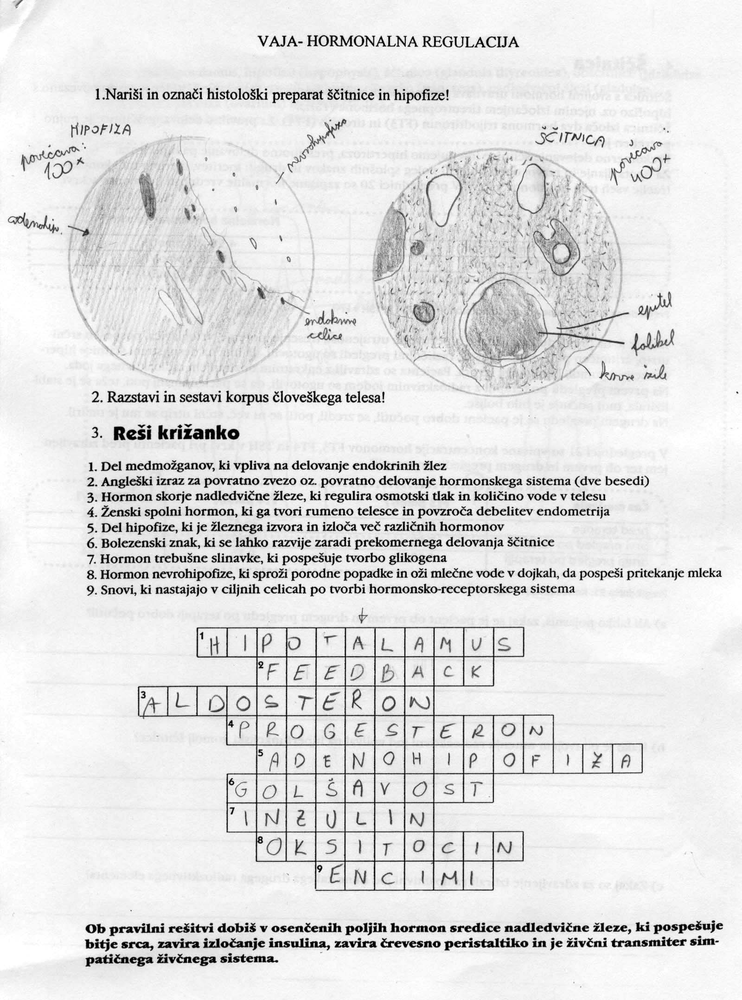 VAJA- HORMONALNA REGULACIJA
1.Nariši in označi histološki preparat ščitnice in hipofize!
HIPOFIZA
povečava:
100x
adenohip.
nevrohipofiza
endokrine
celice
ŠČITNICA
povečava:
400x
epitel
folikel
krvne žile
2. Razstavi in sestavi korpus človeškega telesa!
3. Reši križanko
1. Del medmožganov, ki vpliva na delovanje endokrinih žlez
2. Angleški izraz za povratno zvezo oz. povratno delovanje hormonskega sistema (dve besedi)
3. Hormon skorje nadledvične žleze, ki regulira osmotski tlak in količino vode v telesu
4. Ženski spolni hormon, ki ga tvori rumeno telesce in povzroča debelitev endometrija
5. Del hipofize, ki je žleznega izvora in izloča več različnih hormonov
6. Bolezenski znak, ki se lahko razvije zaradi prekomernega delovanja ščitnice
7. Hormon trebušne slinavke, ki pospešuje tvorbo glikogena
8. Hormon nevrohipofize, ki sproži porodne popadke in oži mlečne vode v dojkah, da pospeši pritekanje mleka
9. Snovi, ki nastajajo v ciljnih celicah po tvorbi hormonsko-receptorskega sistema
1 HIPOTALAMUS
2 FEEDBACK
3 ALDOSTERON
4 PROGESTERON
5 ADENOHIPOFIZA
6 GOLŠAVOST
7 INZULIN
8 OKSITOCIN
9 ENCIMI
Ob pravilni rešitvi dobiš v osenčenih poljih hormon sredice nadledvične žleze, ki pospešuje
bitje srca, zavira izločanje insulina, zavira črevesno peristaltiko in je živčni transmiter sim-
patičnega živčnega sistema.